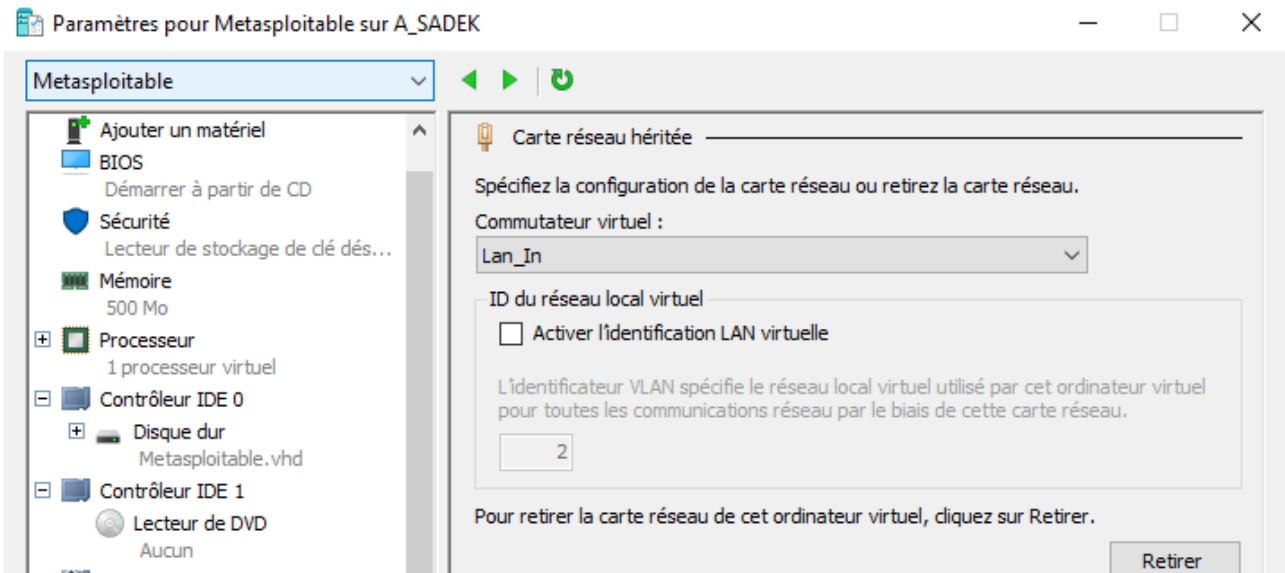 Paramètres pour Metasploitable sur A_SADEK
Metasploitable
Ajouter un matériel
BIOS
Démarrer à partir de CD
Sécurité
Lecteur de stockage de clé dés...
Mémoire
500 Mo
Processeur
1 processeur virtuel
Contrôleur IDE 0
Disque dur
Metasploitable.vhd
Contrôleur IDE 1
Lecteur de DVD
Aucun
Carte réseau héritée
Spécifiez la configuration de la carte réseau ou retirez la carte réseau.
Commutateur virtuel :
Lan_In
ID du réseau local virtuel
Activer l'identification LAN virtuelle
L'identificateur VLAN spécifie le réseau local virtuel utilisé par cet ordinateur virtuel
pour toutes les communications réseau par le biais de cette carte réseau.
2
Pour retirer la carte réseau de cet ordinateur virtuel, cliquez sur Retirer.
Retirer